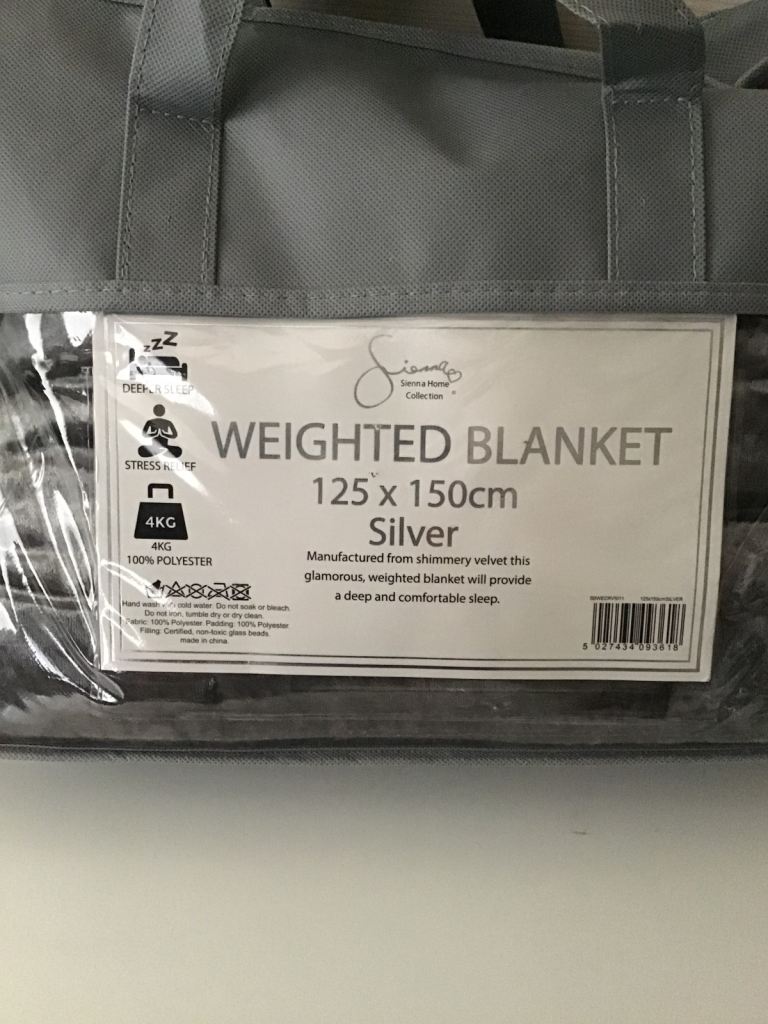 zzZ
DEEPER SLEEP
STRESS RELIEF
4KG
4KG
100% POLYESTER
Hand wash with cold water. Do not soak or bleach.
Do not iron, tumble dry or dry clean.
Fabric: 100% Polyester. Padding: 100% Polyester
Filling: Certified, non-toxic glass beads.
made in china.
Sienna
Sienna Home
Collection ®
WEIGHTED BLANKET
125 x 150cm
Silver
Manufactured from shimmery velvet this
glamorous, weighted blanket will provide
a deep and comfortable sleep.
125x150cmSILVER
5 027434 093618